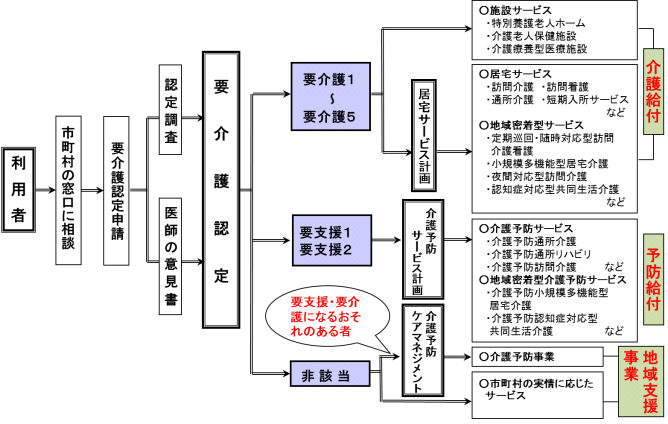 利用者
市町村の窓口に相談
要介護認定申請
認定調査
医師の意見書
要介護認定
要介護１
～
要介護５
要支援１
要支援２
要支援・要介
護になるおそ
れのある者
非該当
居宅サービス計画
介護予防
サービス計画
介護予防
ケアマネジメント
○施設サービス
・特別養護老人ホーム
・介護老人保健施設
・介護療養型医療施設
○居宅サービス
・訪問介護　・訪問看護
・通所介護　・短期入所サービス
など
○地域密着型サービス
・定期巡回・随時対応型訪問
介護看護
・小規模多機能型居宅介護
・夜間対応型訪問介護
・認知症対応型共同生活介護
など
介護給付
○介護予防サービス
・介護予防通所介護
・介護予防通所リハビリ
・介護予防訪問介護　など
○地域密着型介護予防サービス
・介護予防小規模多機能型
居宅介護
・介護予防認知症対応型
共同生活介護　など
予防給付
○介護予防事業
○市町村の実情に応じた
サービス
地域支援
事業